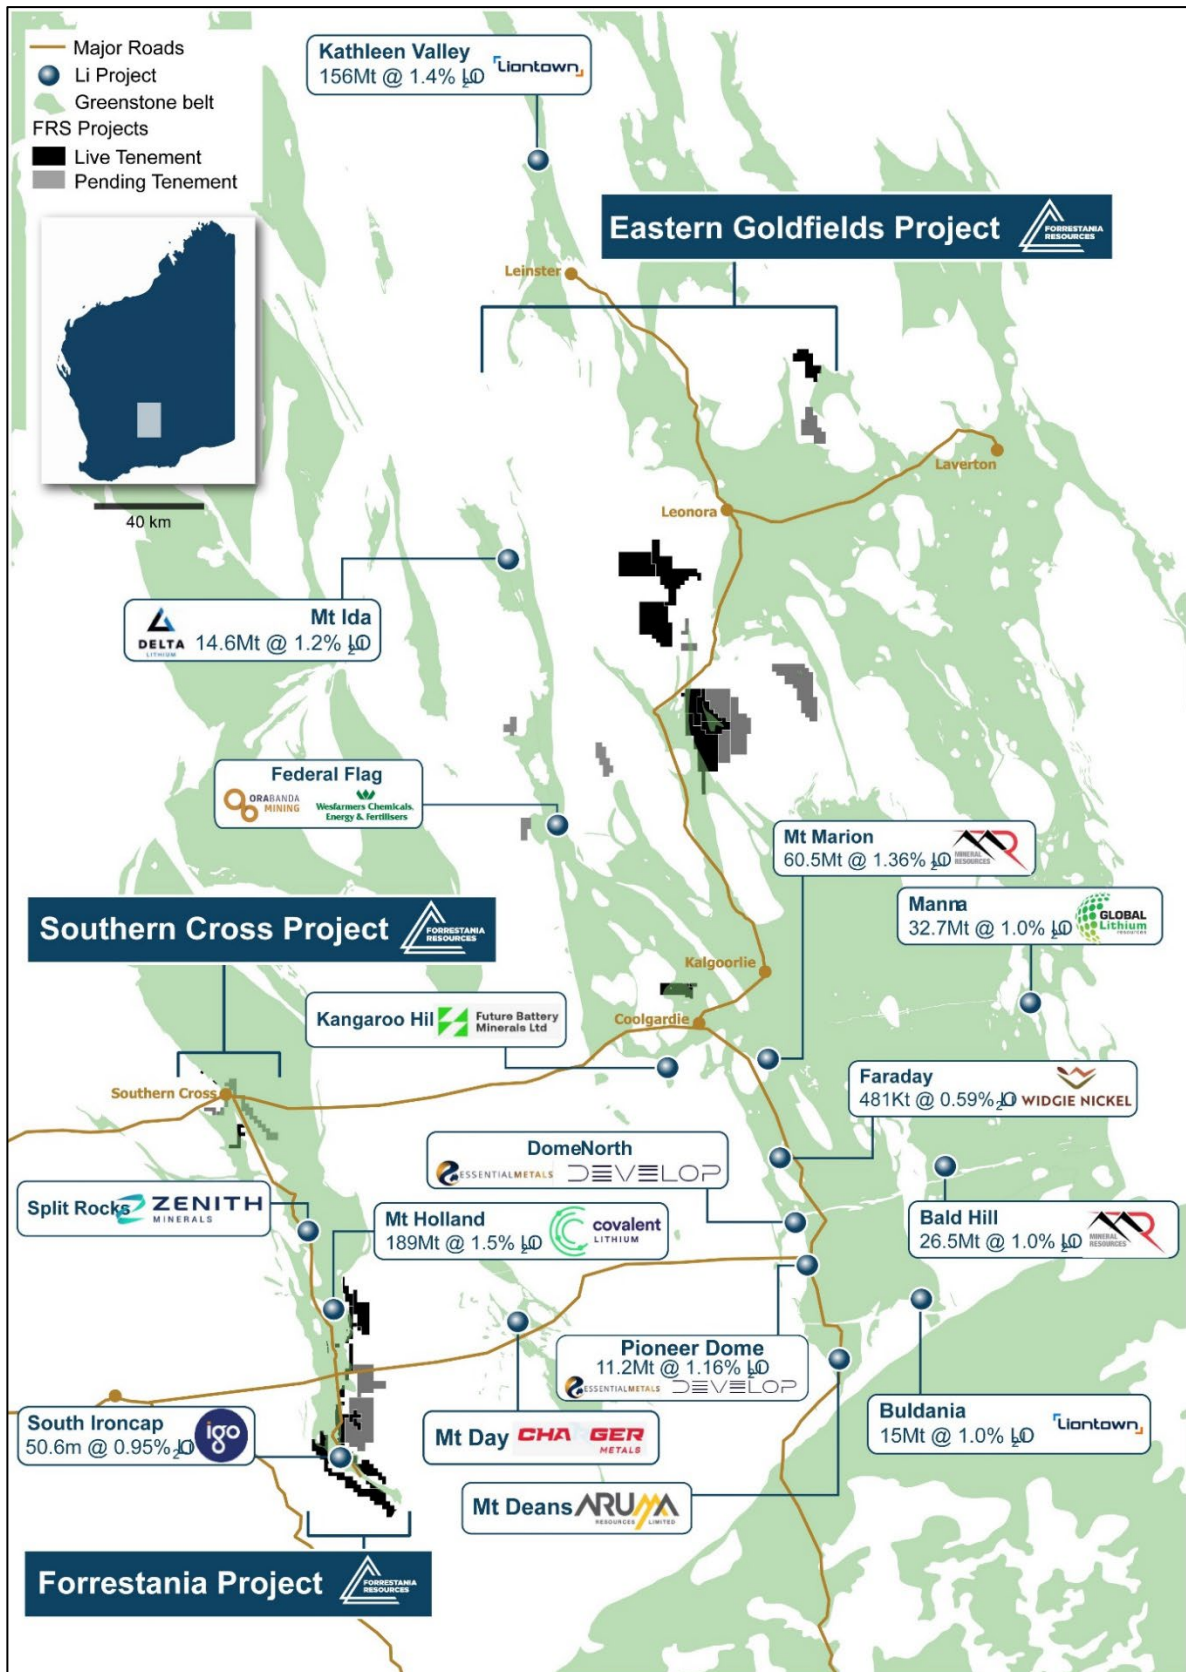 Major Roads
Li Project
Greenstone belt
FRS Projects
Live Tenement
Pending Tenement
40 km
Kathleen Valley
156Mt @ 1.4% Li2O
Liontown
Eastern Goldfields Project
FORRESTANIA
RESOURCES
Leinster
Laverton
Leonora
Mt Ida
14.6Mt @ 1.2% Li2O
DELTA
LITHIUM
Federal Flag
ORABANDA
MINING
Wesfarmers Chemicals,
Energy & Fertilisers
Mt Marion
60.5Mt @ 1.36% Li2O
MINERAL
RESOURCES
Manna
32.7Mt @ 1.0% Li2O
GLOBAL
Lithium
RESOURCES
Southern Cross Project
FORRESTANIA
RESOURCES
Kalgoorlie
Coolgardie
Kangaroo Hil
Future Battery
Minerals Ltd
Southern Cross
Faraday
481Kt @ 0.59% Li2O
WIDGIE NICKEL
DomeNorth
ESSENTIALMETALS
DEVELOP
Split Rocks
ZENITH
MINERALS
Mt Holland
189Mt @ 1.5% Li2O
covalent
LITHIUM
Bald Hill
26.5Mt @ 1.0% Li2O
MINERAL
RESOURCES
Pioneer Dome
11.2Mt @ 1.16% Li2O
ESSENTIALMETALS
DEVELOP
South Ironcap
50.6m @ 0.95% Li2O
igo
Mt Day
CHARGER
METALS
Buldania
15Mt @ 1.0% Li2O
Liontown
Mt Deans
ARUMA
RESOURCES LIMITED
Forrestania Project
FORRESTANIA
RESOURCES